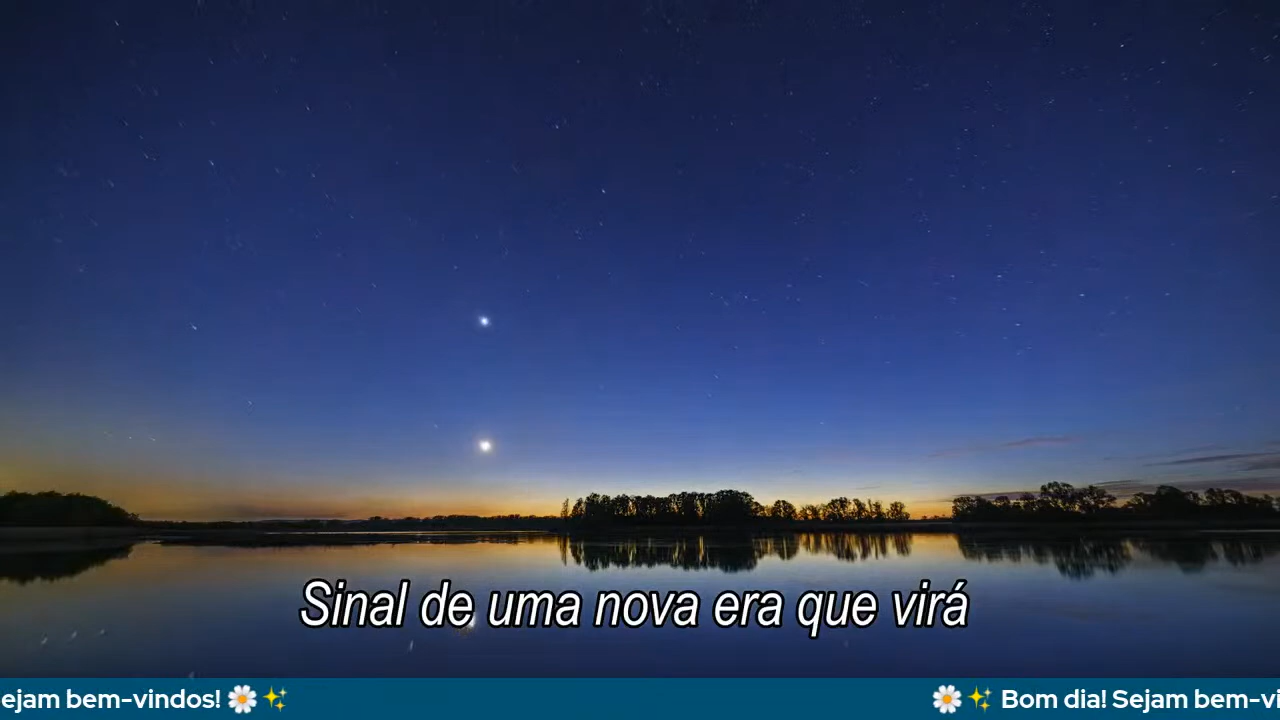 Sinal de uma nova era que virá
ejam bem-vindos! 🌼✨ 🌼✨ Bom dia! Sejam bem-vi